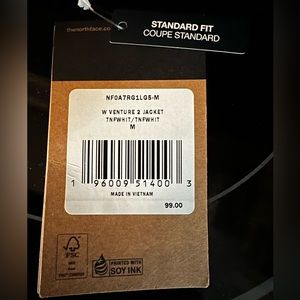 thenorthface.co
STANDARD FIT
COUPE STANDARD
NF0A7RG1LG5-M
W VENTURE 2 JACKET
TNFWHIT/TNFWHIT
M
1 96009 51400 3
MADE IN VIETNAM
99.00
FSC
PRINTED WITH
SOY INK